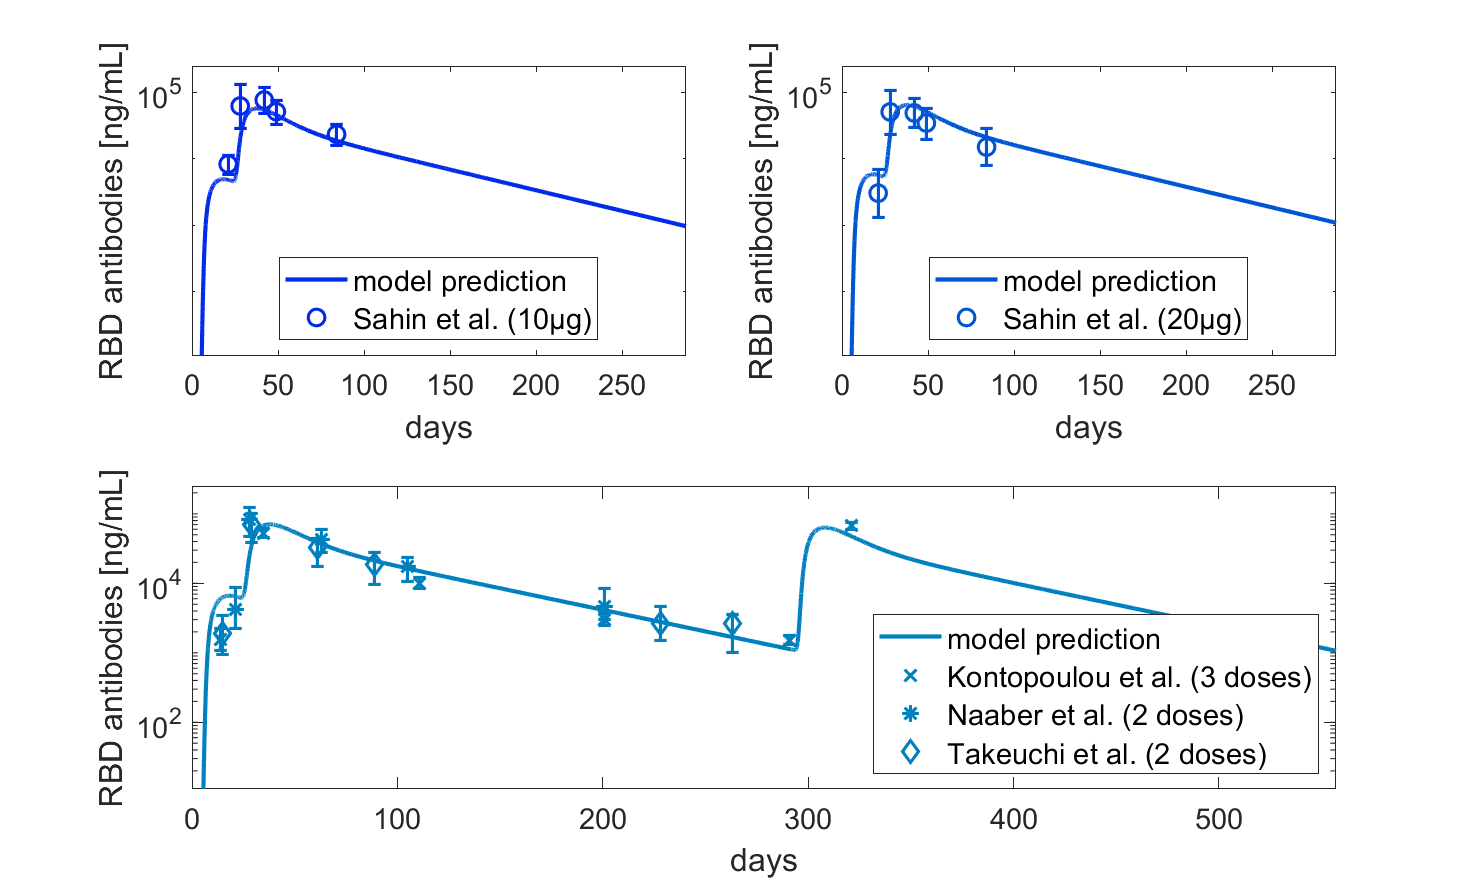 RBD antibodies [ng/mL]
10^5
model prediction
Sahin et al. (10µg)
0 50 100 150 200 250
days
RBD antibodies [ng/mL]
10^5
model prediction
Sahin et al. (20µg)
0 50 100 150 200 250
days
RBD antibodies [ng/mL]
10^4
10^2
model prediction
Kontopoulou et al. (3 doses)
Naaber et al. (2 doses)
Takeuchi et al. (2 doses)
0 100 200 300 400 500
days